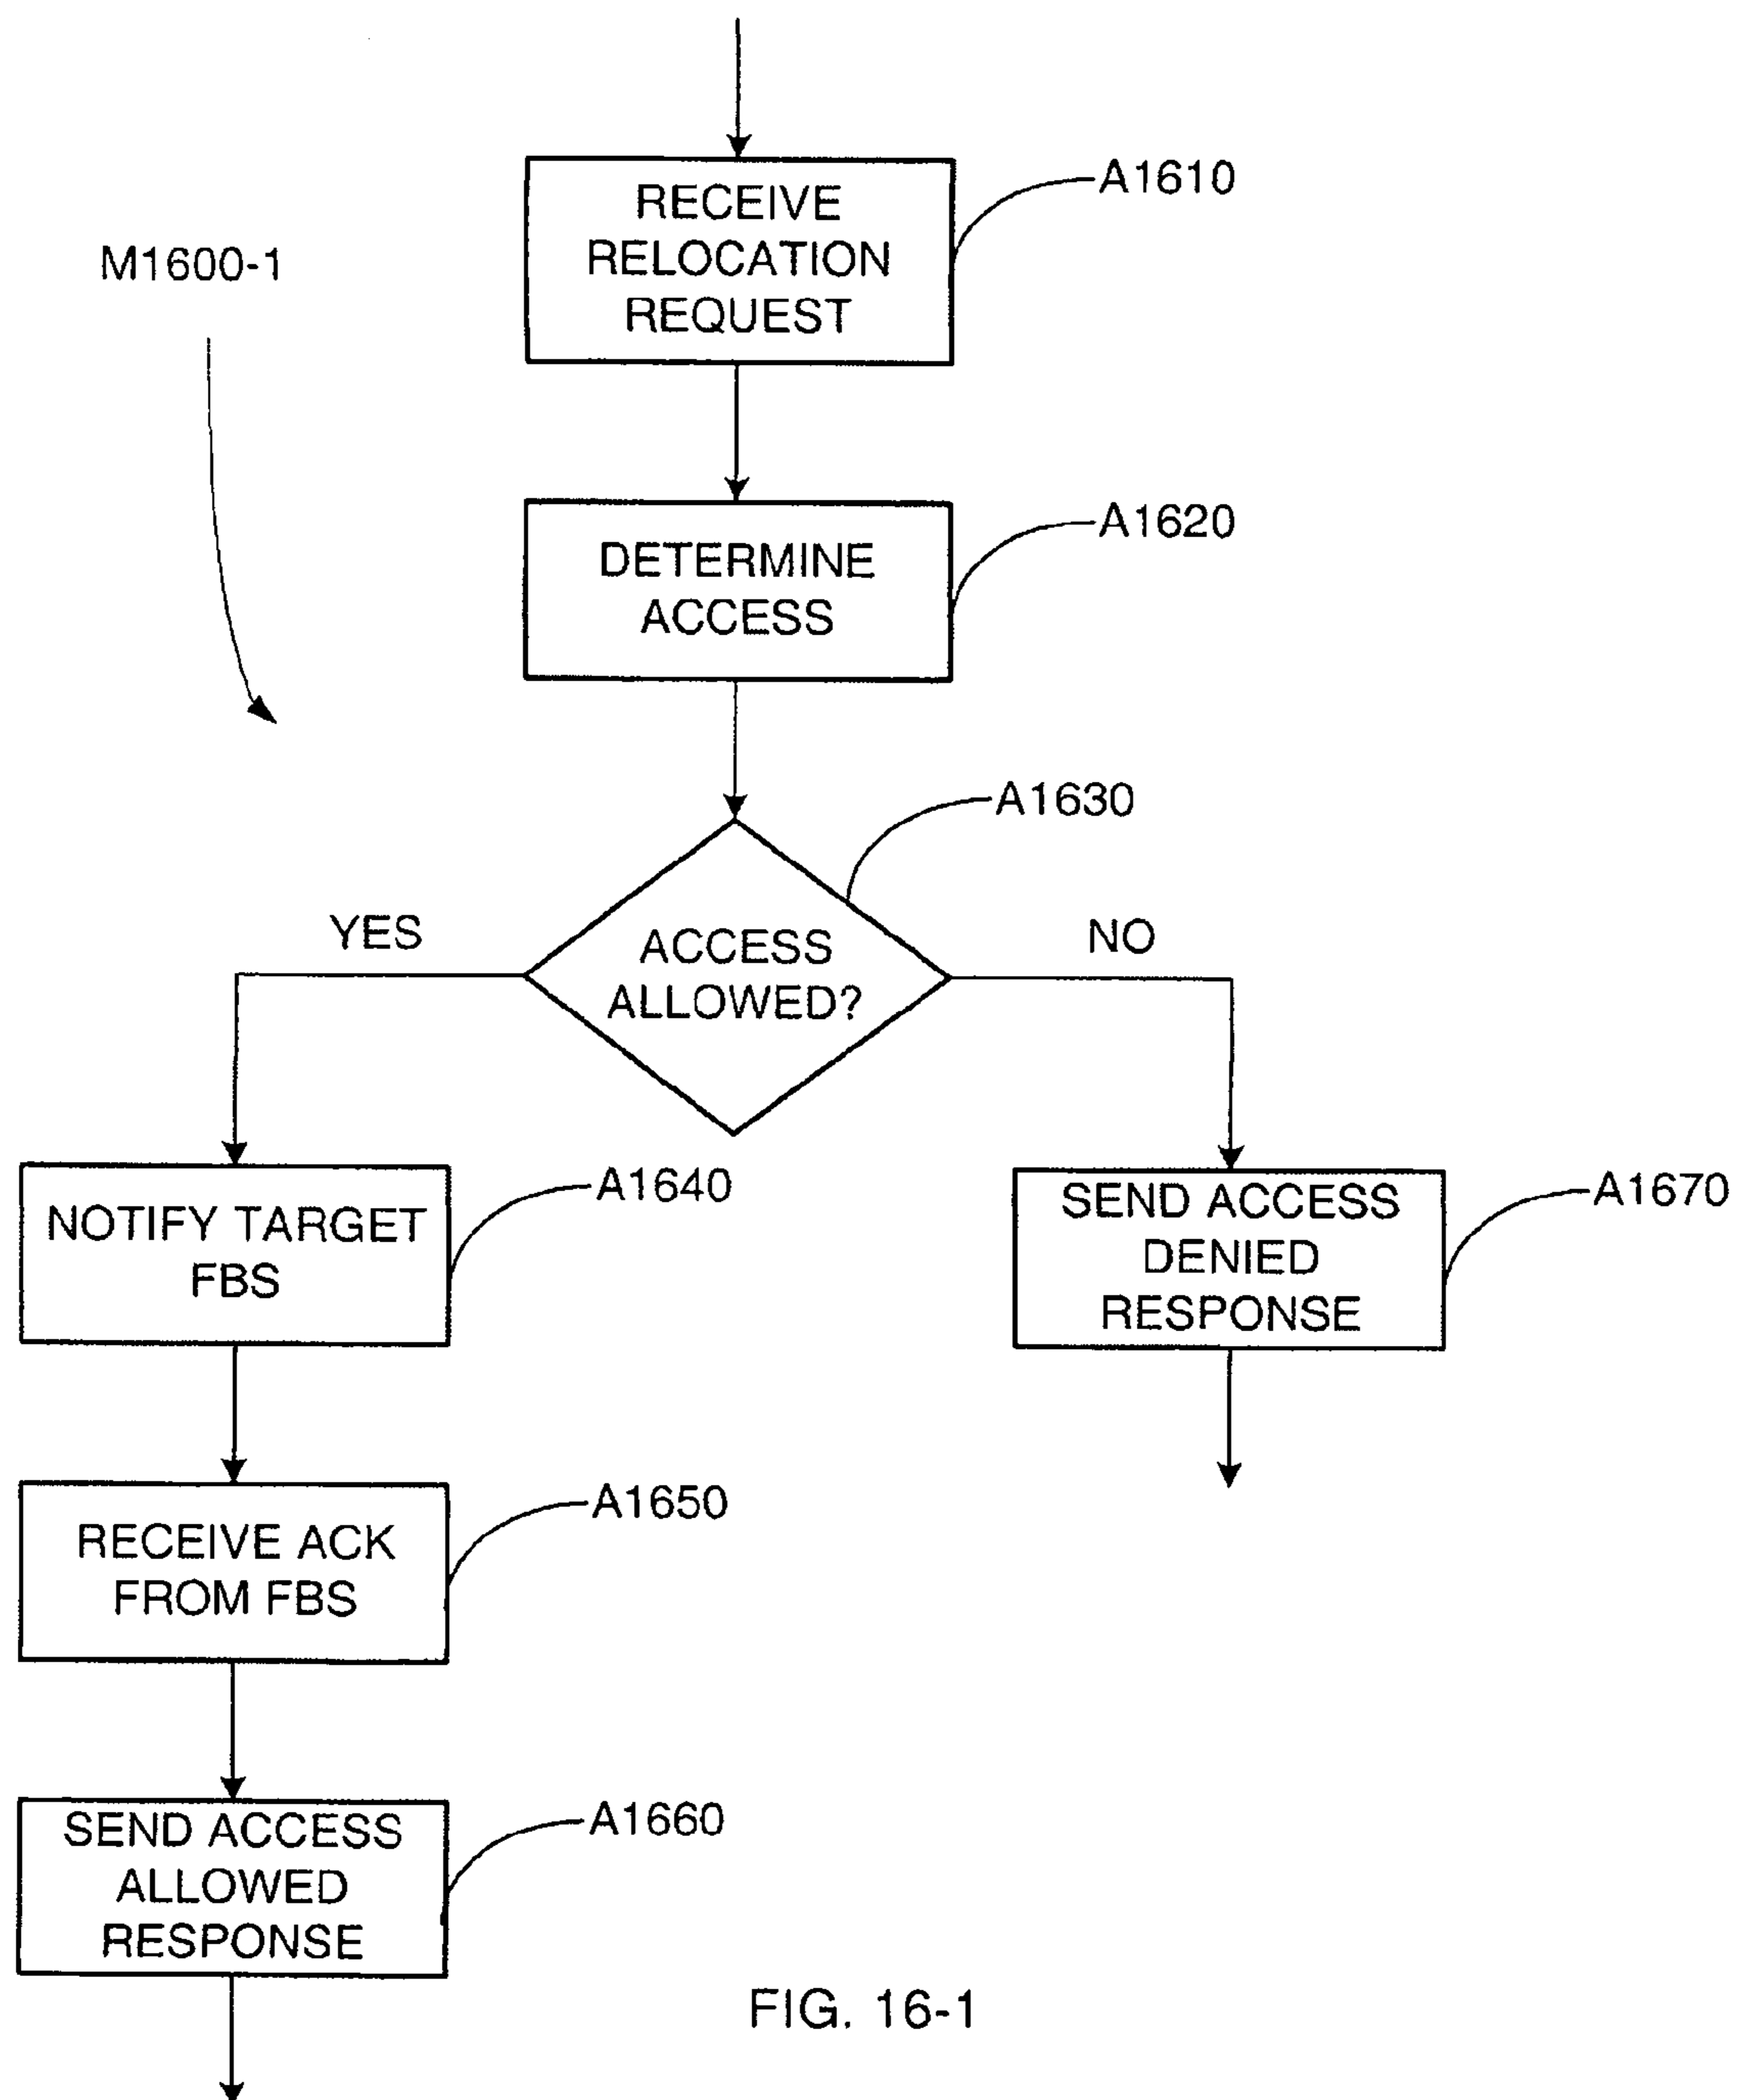 RECEIVE
RELOCATION
REQUEST
A1610
M1600-1
DETERMINE
ACCESS
A1620
A1630
YES
ACCESS
ALLOWED?
NO
NOTIFY TARGET
FBS
A1640
SEND ACCESS
DENIED
RESPONSE
A1670
RECEIVE ACK
FROM FBS
A1650
SEND ACCESS
ALLOWED
RESPONSE
A1660
FIG. 16-1